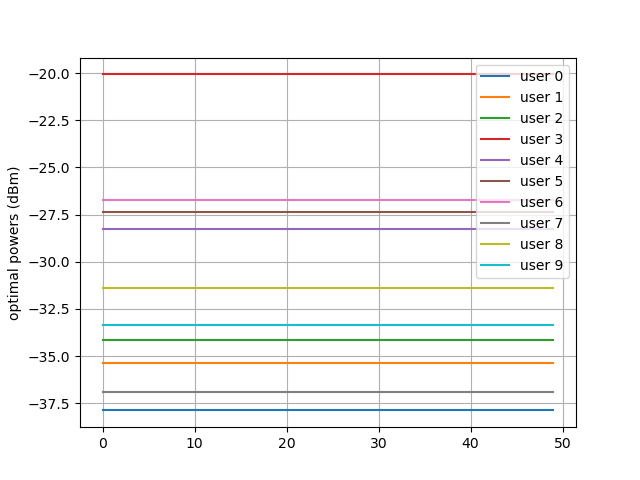 optimal powers (dBm)
−20.0
−22.5
−25.0
−27.5
−30.0
−32.5
−35.0
−37.5
0
10
20
30
40
50
user 0
user 1
user 2
user 3
user 4
user 5
user 6
user 7
user 8
user 9